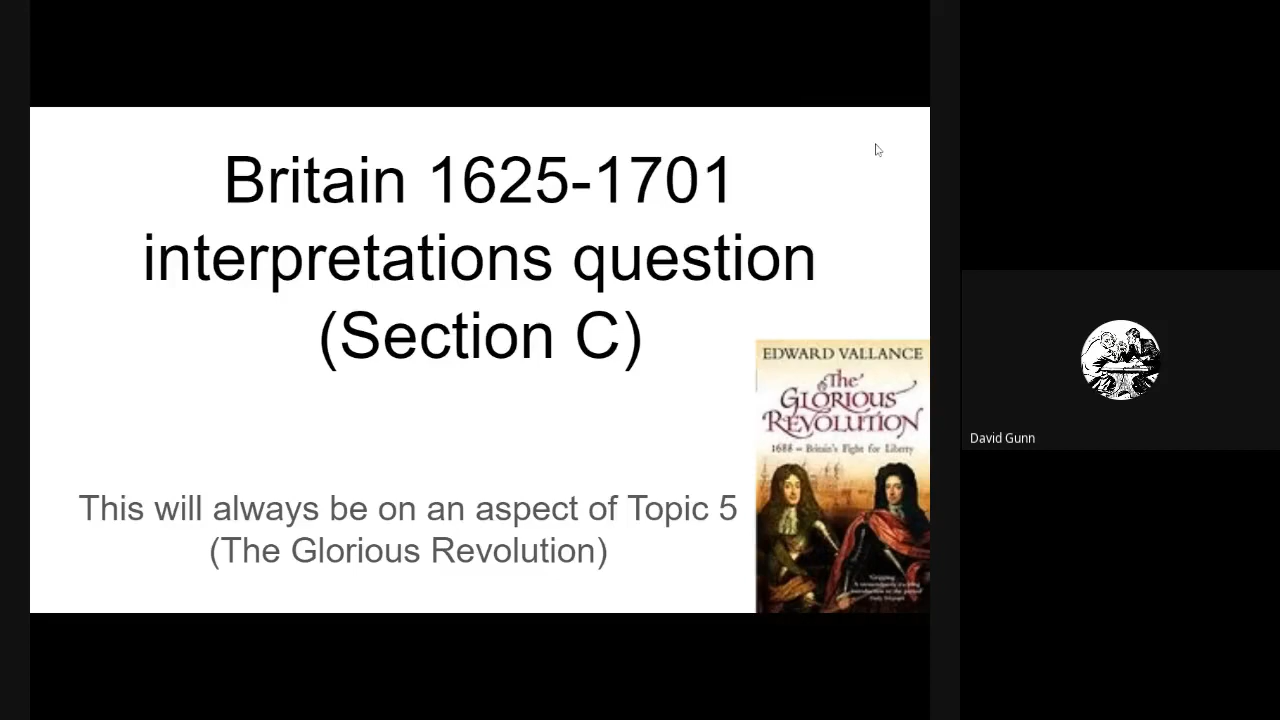 Britain 1625-1701
interpretations question
(Section C)
EDWARD VALLANCE
The
GLORIOUS
REVOLUTION
1688 - Britain's Fight for Liberty
This will always be on an aspect of Topic 5
(The Glorious Revolution)
David Gunn